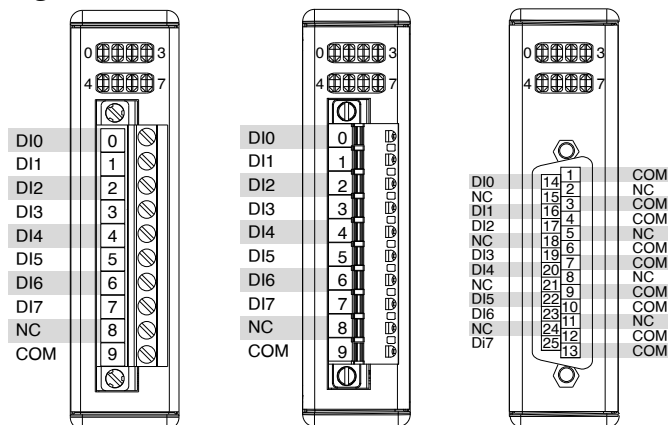 0 3
4 7
DI0 0
DI1 1
DI2 2
DI3 3
DI4 4
DI5 5
DI6 6
DI7 7
NC 8
COM 9
0 3
4 7
DI0 0
DI1 1
DI2 2
DI3 3
DI4 4
DI5 5
DI6 6
DI7 7
NC 8
COM 9
0 3
4 7
1 COM
DI0 14
2 NC
NC 15
3 COM
DI1 16
4 COM
DI2 17
5 NC
NC 18
6 COM
DI3 19
7 COM
DI4 20
8 NC
NC 21
9 COM
DI5 22
10 COM
DI6 23
11 NC
NC 24
12 COM
Di7 25
13 COM